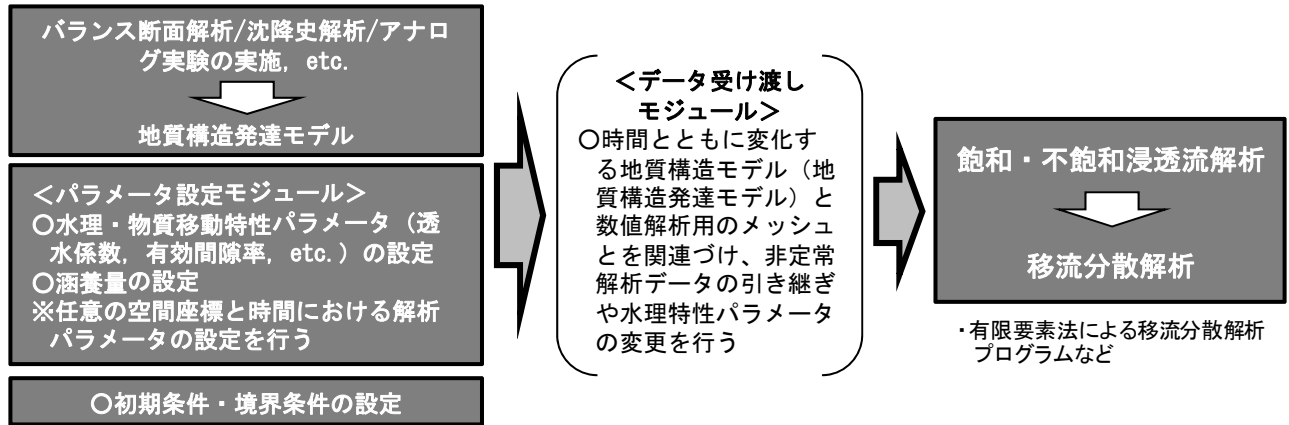 バランス断面解析/沈降史解析/アナロ
グ実験の実施, etc.
地質構造発達モデル
＜パラメータ設定モジュール＞
○水理・物質移動特性パラメータ（透
水係数, 有効間隙率, etc.）の設定
○涵養量の設定
※任意の空間座標と時間における解析
パラメータの設定を行う
○初期条件・境界条件の設定
＜データ受け渡し
モジュール＞
○時間とともに変化す
る地質構造モデル（地
質構造発達モデル）と
数値解析用のメッシュ
とを関連づけ、非定常
解析データの引き継ぎ
や水理特性パラメータ
の変更を行う
飽和・不飽和浸透流解析
移流分散解析
・有限要素法による移流分散解析
プログラムなど